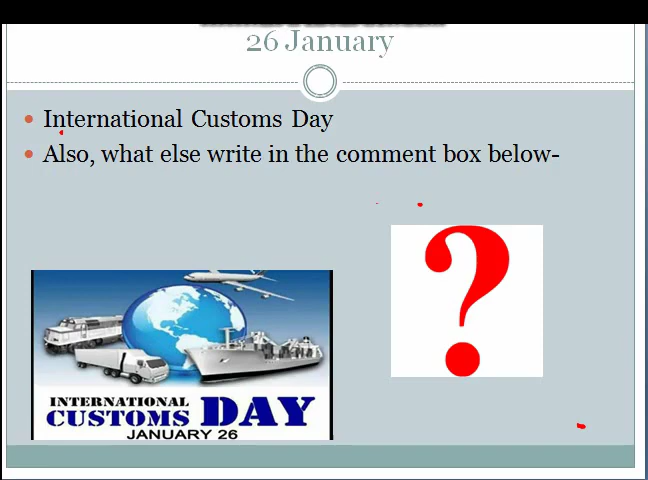 26 January
International Customs Day
Also, what else write in the comment box below-
?
INTERNATIONAL
CUSTOMS DAY
JANUARY 26